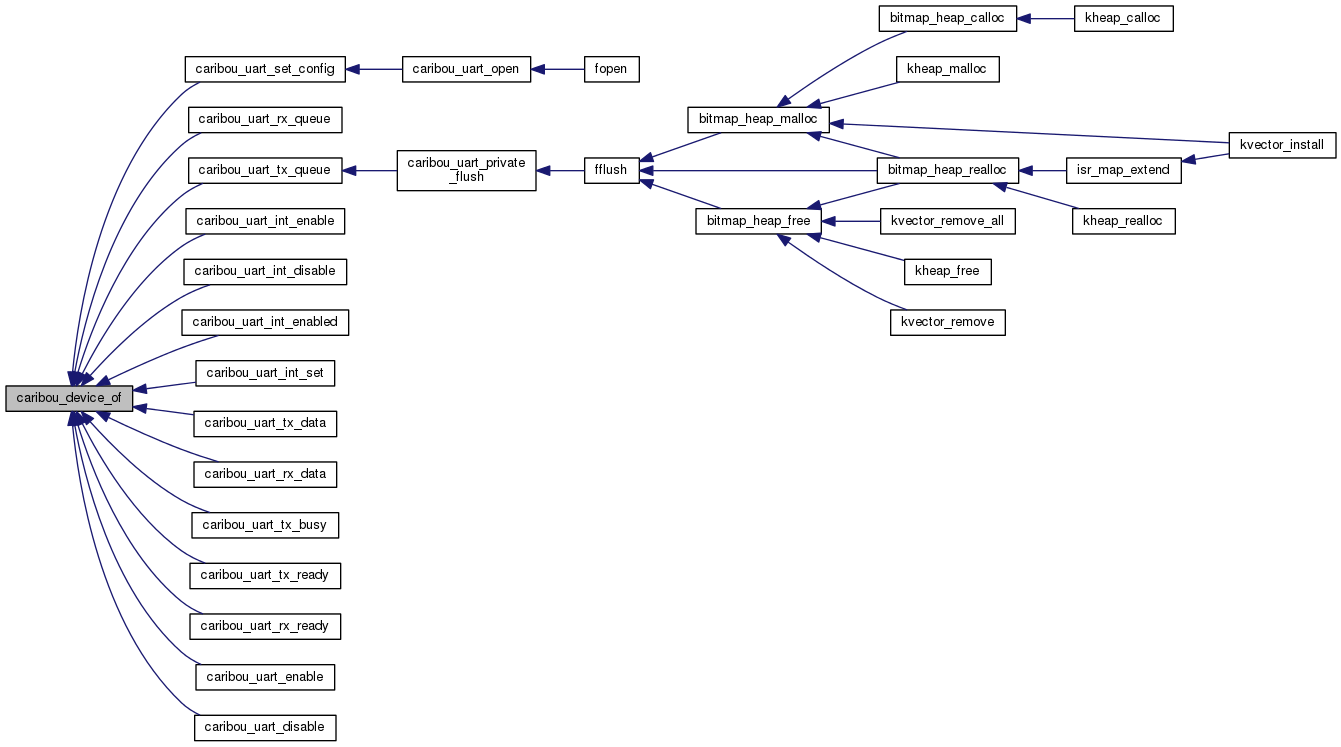 bitmap_heap_calloc
kheap_calloc
caribou_uart_set_config
caribou_uart_open
fopen
kheap_malloc
caribou_uart_rx_queue
bitmap_heap_malloc
kvector_install
caribou_uart_tx_queue
caribou_uart_private
_flush
fflush
bitmap_heap_realloc
isr_map_extend
caribou_uart_int_enable
bitmap_heap_free
kvector_remove_all
kheap_realloc
caribou_uart_int_disable
kheap_free
caribou_uart_int_enabled
kvector_remove
caribou_uart_int_set
caribou_device_of
caribou_uart_tx_data
caribou_uart_rx_data
caribou_uart_tx_busy
caribou_uart_tx_ready
caribou_uart_rx_ready
caribou_uart_enable
caribou_uart_disable